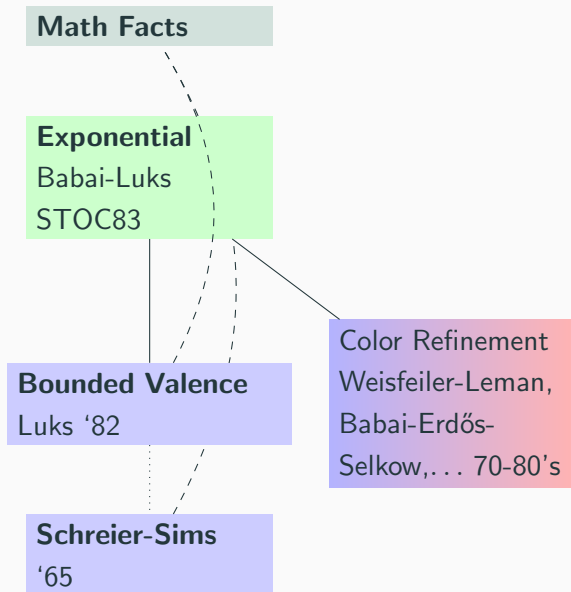 Math Facts
Exponential
Babai-Luks
STOC83
Color Refinement
Weisfeiler-Leman,
Babai-Erdős-
Selkow,... 70-80's
Bounded Valence
Luks ‘82
Schreier-Sims
‘65